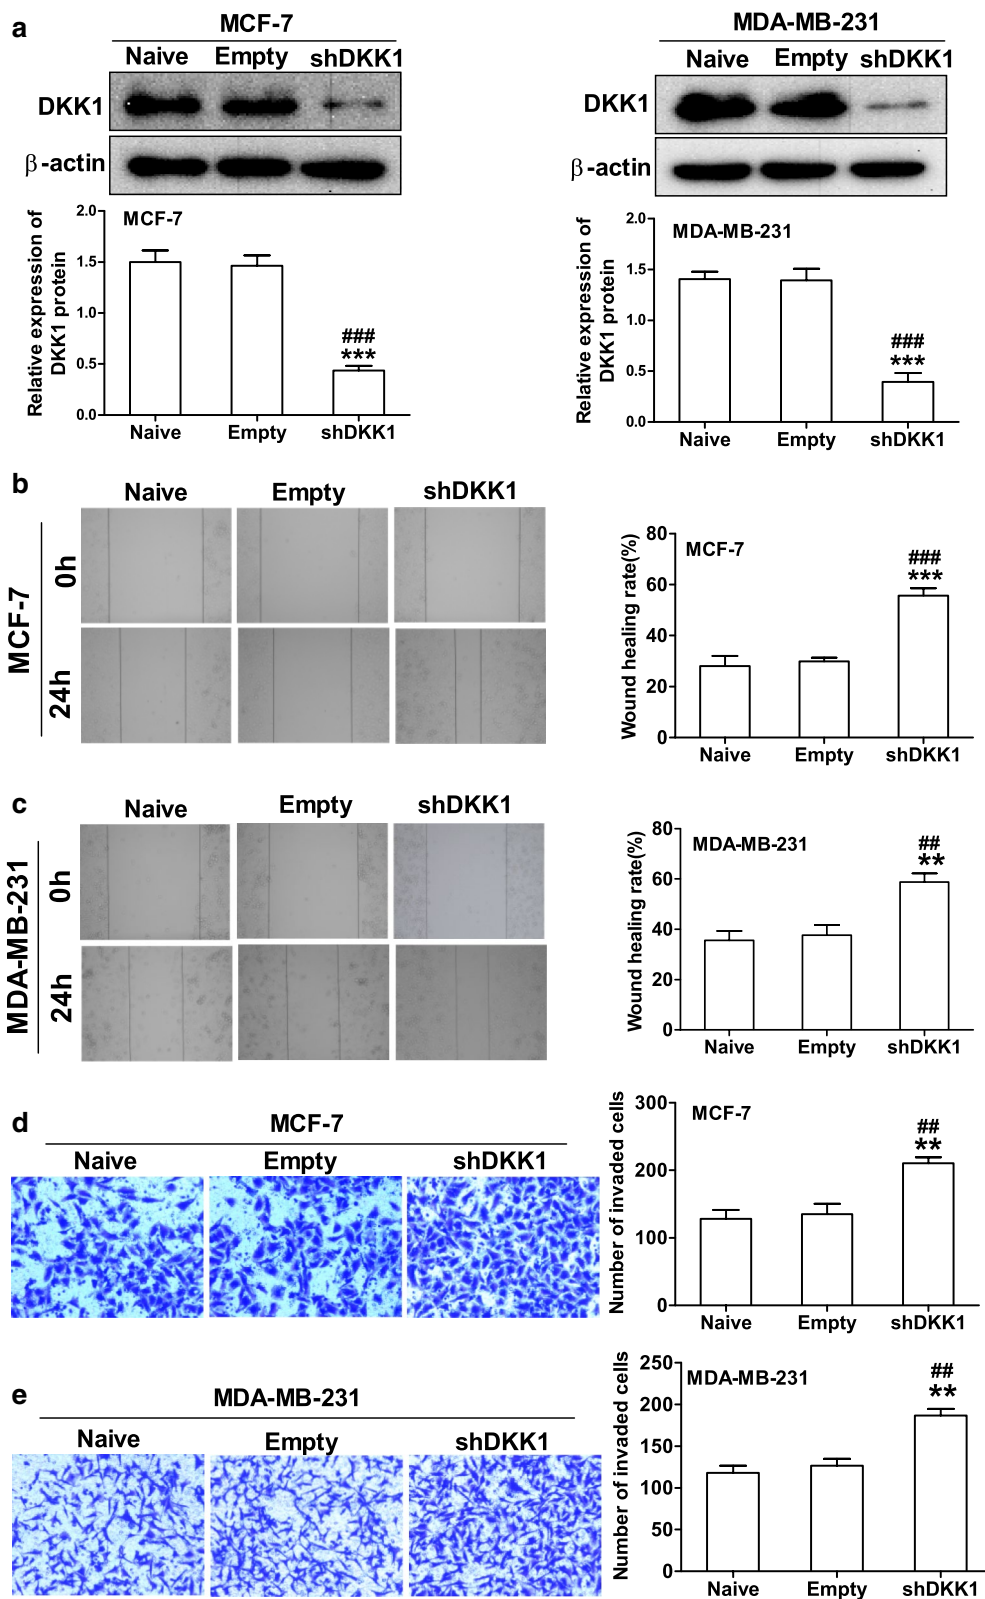 a
MCF-7
Naive Empty shDKK1
DKK1
β-actin
MDA-MB-231
Naive Empty shDKK1
DKK1
β-actin
Relative expression of
DKK1 protein
2.0
1.5
1.0
0.5
0.0
MCF-7
###
***
Naive Empty shDKK1
Relative expression of
DKK1 protein
2.0
1.5
1.0
0.5
0.0
MDA-MB-231
###
***
Naive Empty shDKK1
b
Naive Empty shDKK1
MCF-7
0h
24h
Wound healing rate(%)
80
60
40
20
0
MCF-7
###
***
Naive Empty shDKK1
c
Naive Empty shDKK1
MDA-MB-231
0h
24h
Wound healing rate(%)
80
60
40
20
0
MDA-MB-231
##
**
Naive Empty shDKK1
d
MCF-7
Naive Empty shDKK1
Number of invaded cells
300
200
100
0
MCF-7
##
**
Naive Empty shDKK1
e
MDA-MB-231
Naive Empty shDKK1
Number of invaded cells
250
200
150
100
50
0
MDA-MB-231
##
**
Naive Empty shDKK1